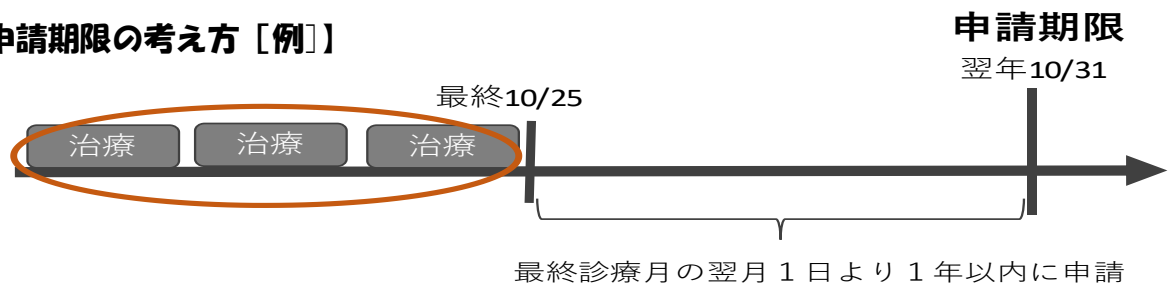 申請期限の考え方［例］】
申請期限
翌年10/31
最終10/25
治療
治療
治療
最終診療月の翌月１日より１年以内に申請